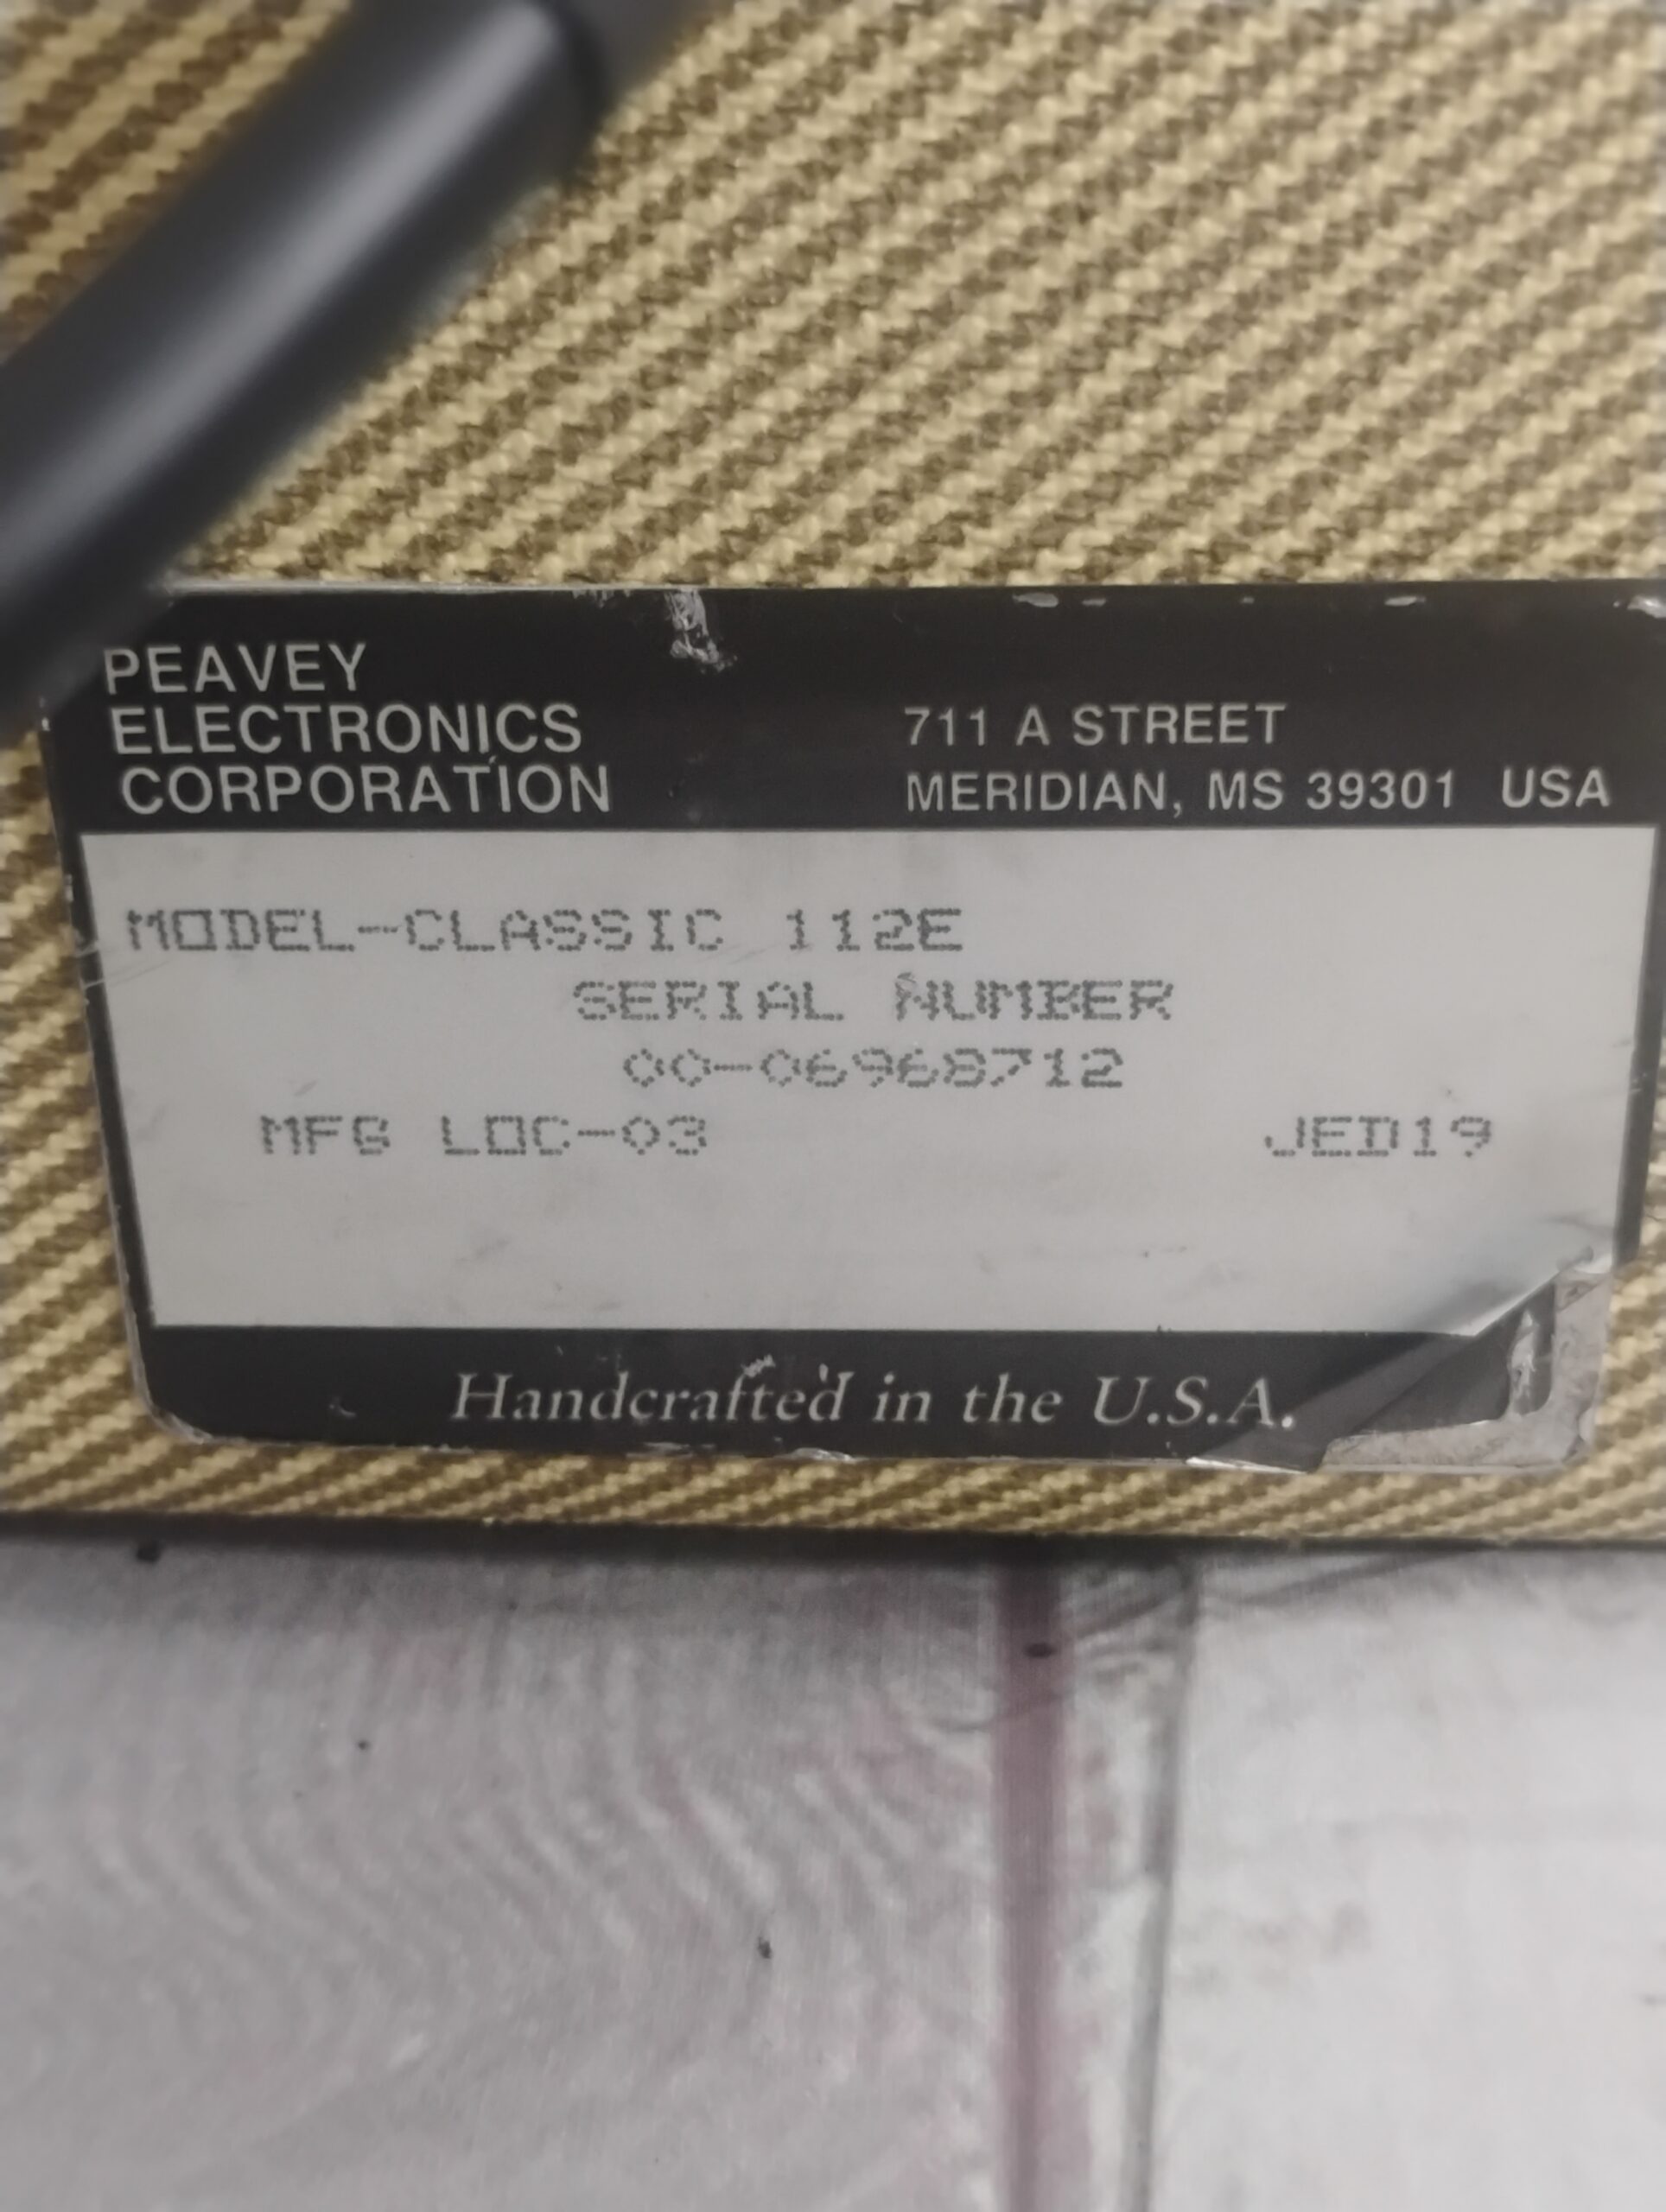 PEAVEY
ELECTRONICS
CORPORATION
711 A STREET
MERIDIAN, MS 39301 USA
MODEL-CLASSIC 112E
SERIAL NUMBER
00-06968712
MFG LOC-03
JED19
Handcrafted in the U.S.A.